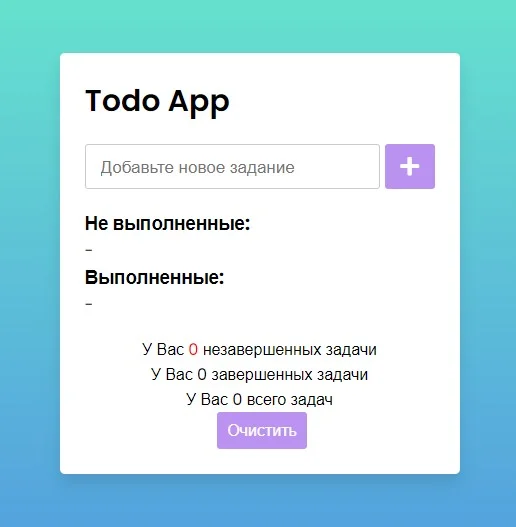 Todo App
Добавьте новое задание
+
Не выполненные:
-
Выполненные:
-
У Вас 0 незавершенных задачи
У Вас 0 завершенных задачи
У Вас 0 всего задач
Очистить